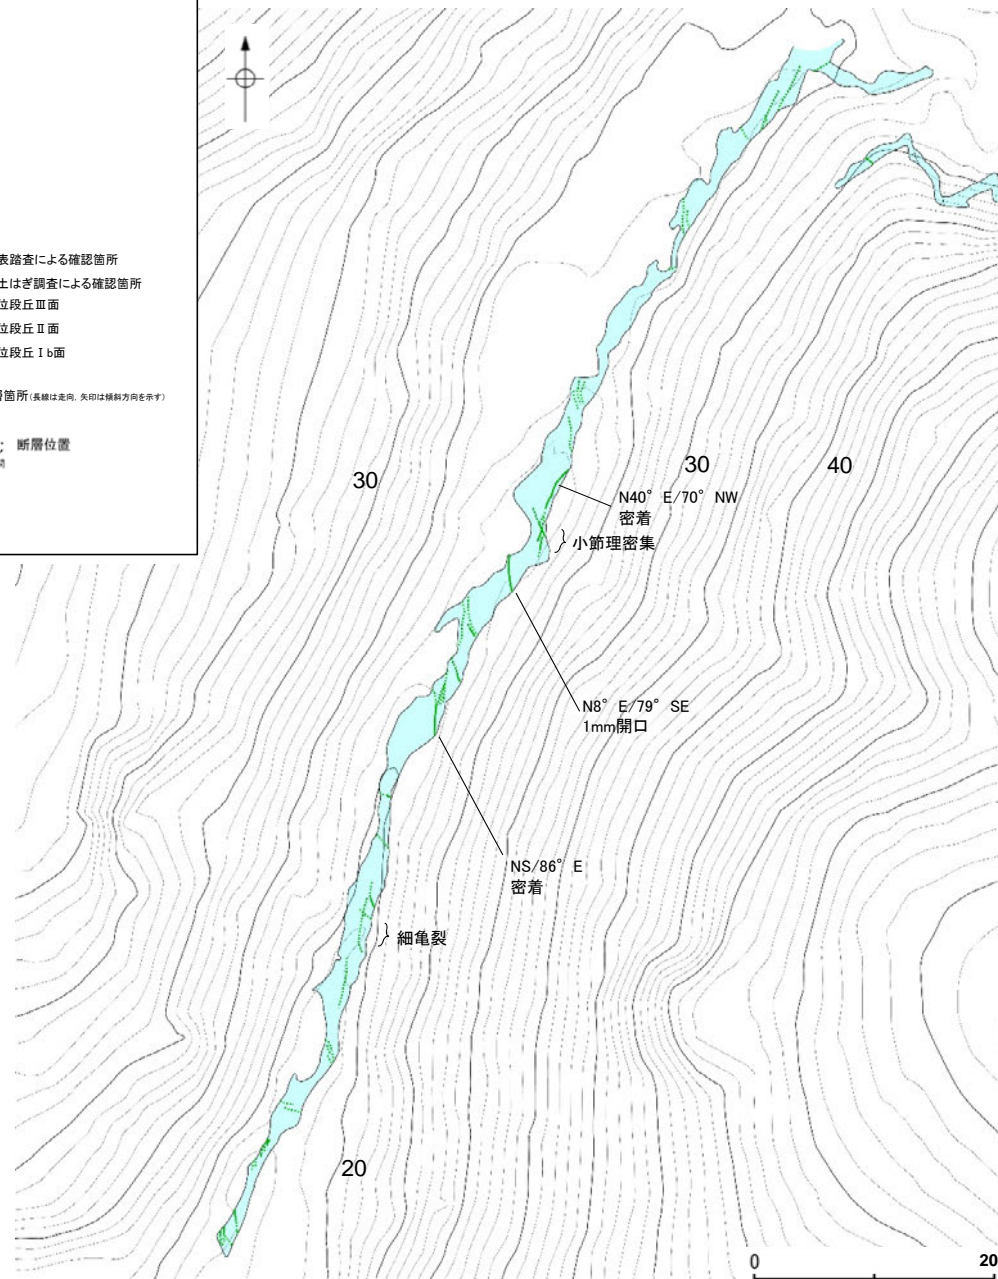 表踏査による確認箇所
土はぎ調査による確認箇所
位段丘Ⅲ面
位段丘Ⅱ面
位段丘Ⅰb面
箇所(長線は走向、矢印は傾斜方向を示す)
; 断層位置
30
30
40
N40° E/70° NW
密着
小節理密集
N8° E/79° SE
1mm開口
NS/86° E
密着
細亀裂
20
0
20